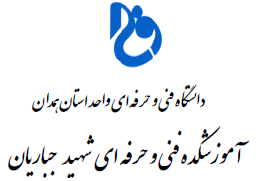 دانشگاه فنی و حرفه ای واحد استان همدان
آموزشکده فنی و حرفه ای شهید جباریان